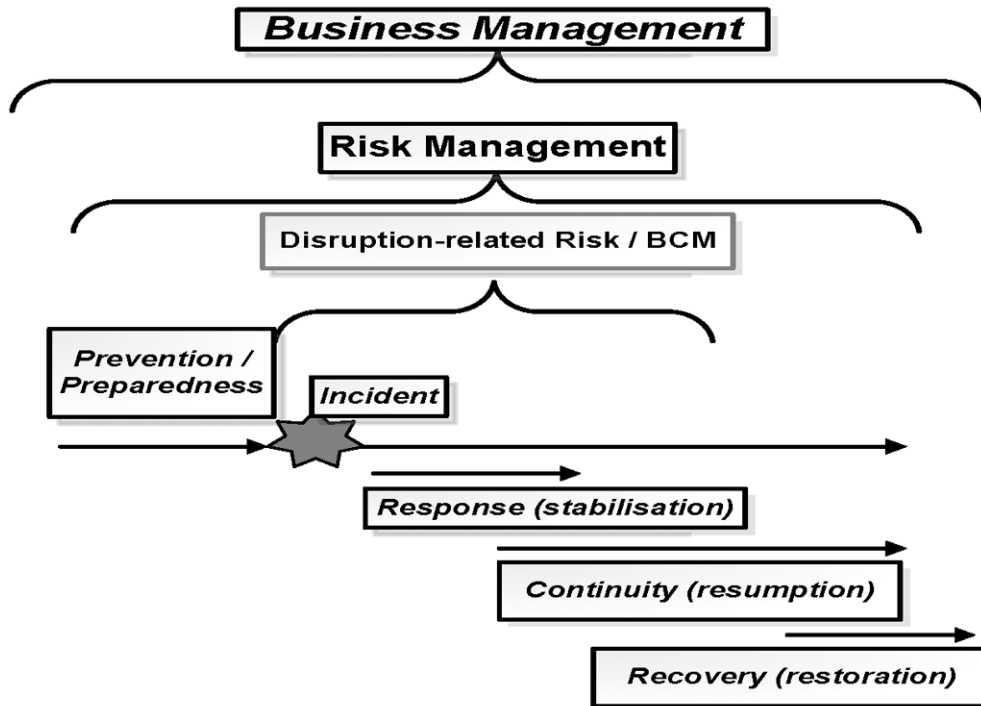 Business Management
Risk Management
Disruption-related Risk / BCM
Prevention /
Preparedness
Incident
Response (stabilisation)
Continuity (resumption)
Recovery (restoration)